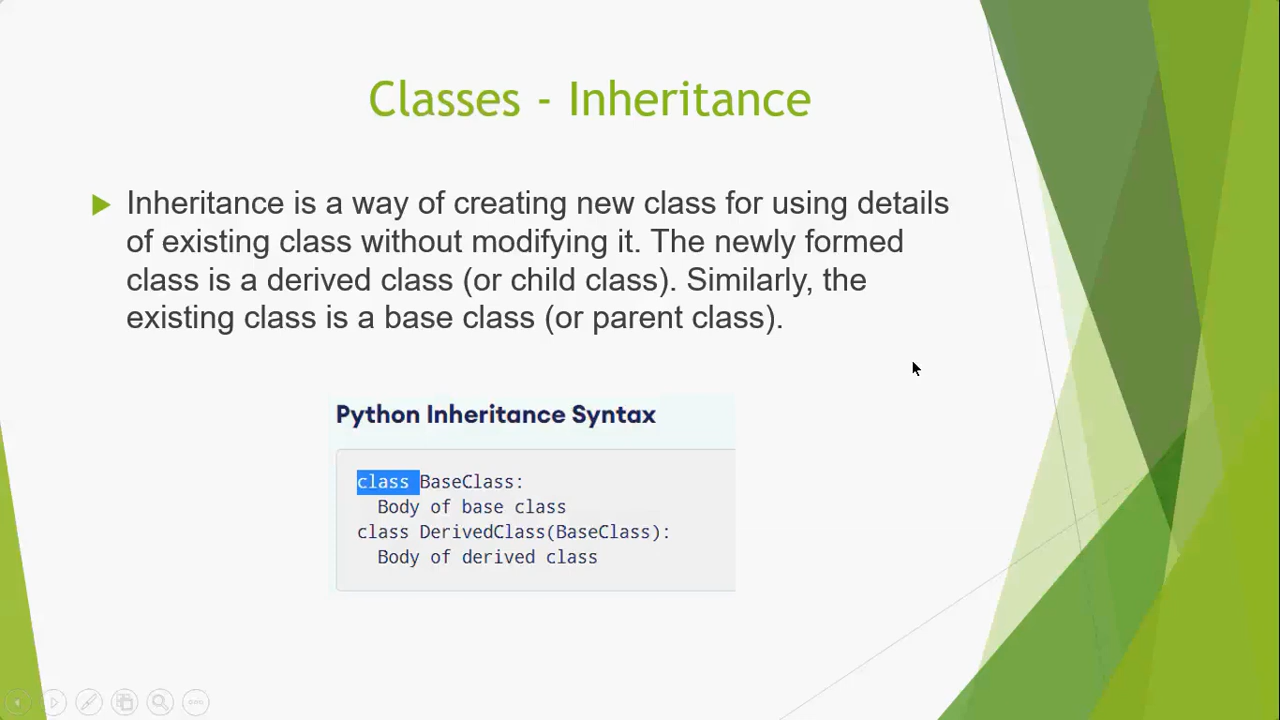 Classes - Inheritance
Inheritance is a way of creating new class for using details
of existing class without modifying it. The newly formed
class is a derived class (or child class). Similarly, the
existing class is a base class (or parent class).
Python Inheritance Syntax
class BaseClass:
Body of base class
class DerivedClass(BaseClass):
Body of derived class